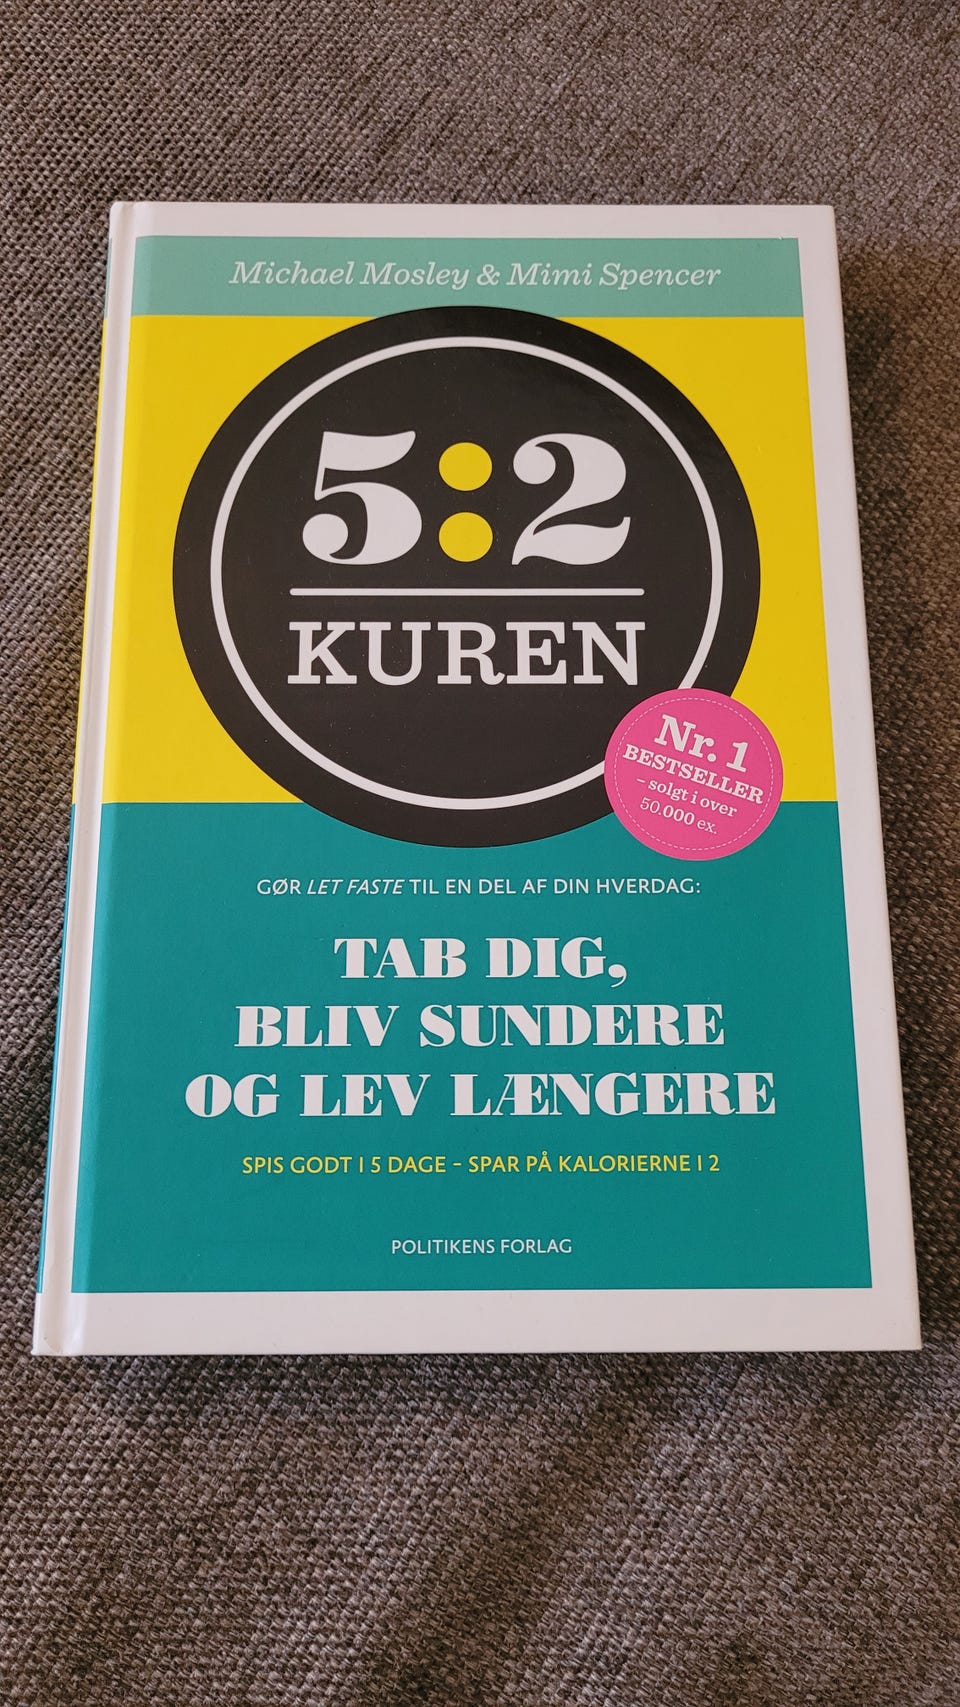 Michael Mosley & Mimi Spencer
5:2
KUREN
Nr. 1
BESTSELLER
- solgt i over
50.000 ex.
GØR LET FASTE TIL EN DEL AF DIN HVERDAG:
TAB DIG,
BLIV SUNDERE
OG LEV LÆNGERE
SPIS GODT I 5 DAGE – SPAR PÅ KALORIERNE I 2
POLITIKENS FORLAG